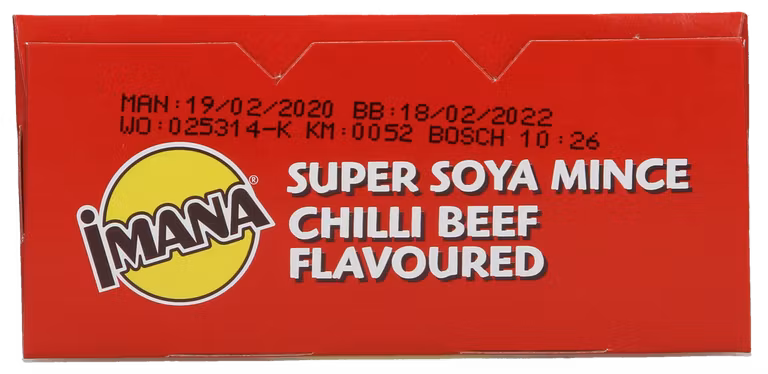 MAN:19/02/2020 BB:18/02/2022
WO:025314-K KM:0052 BOSCH 10:26
iMANA®
SUPER SOYA MINCE
CHILLI BEEF
FLAVOURED